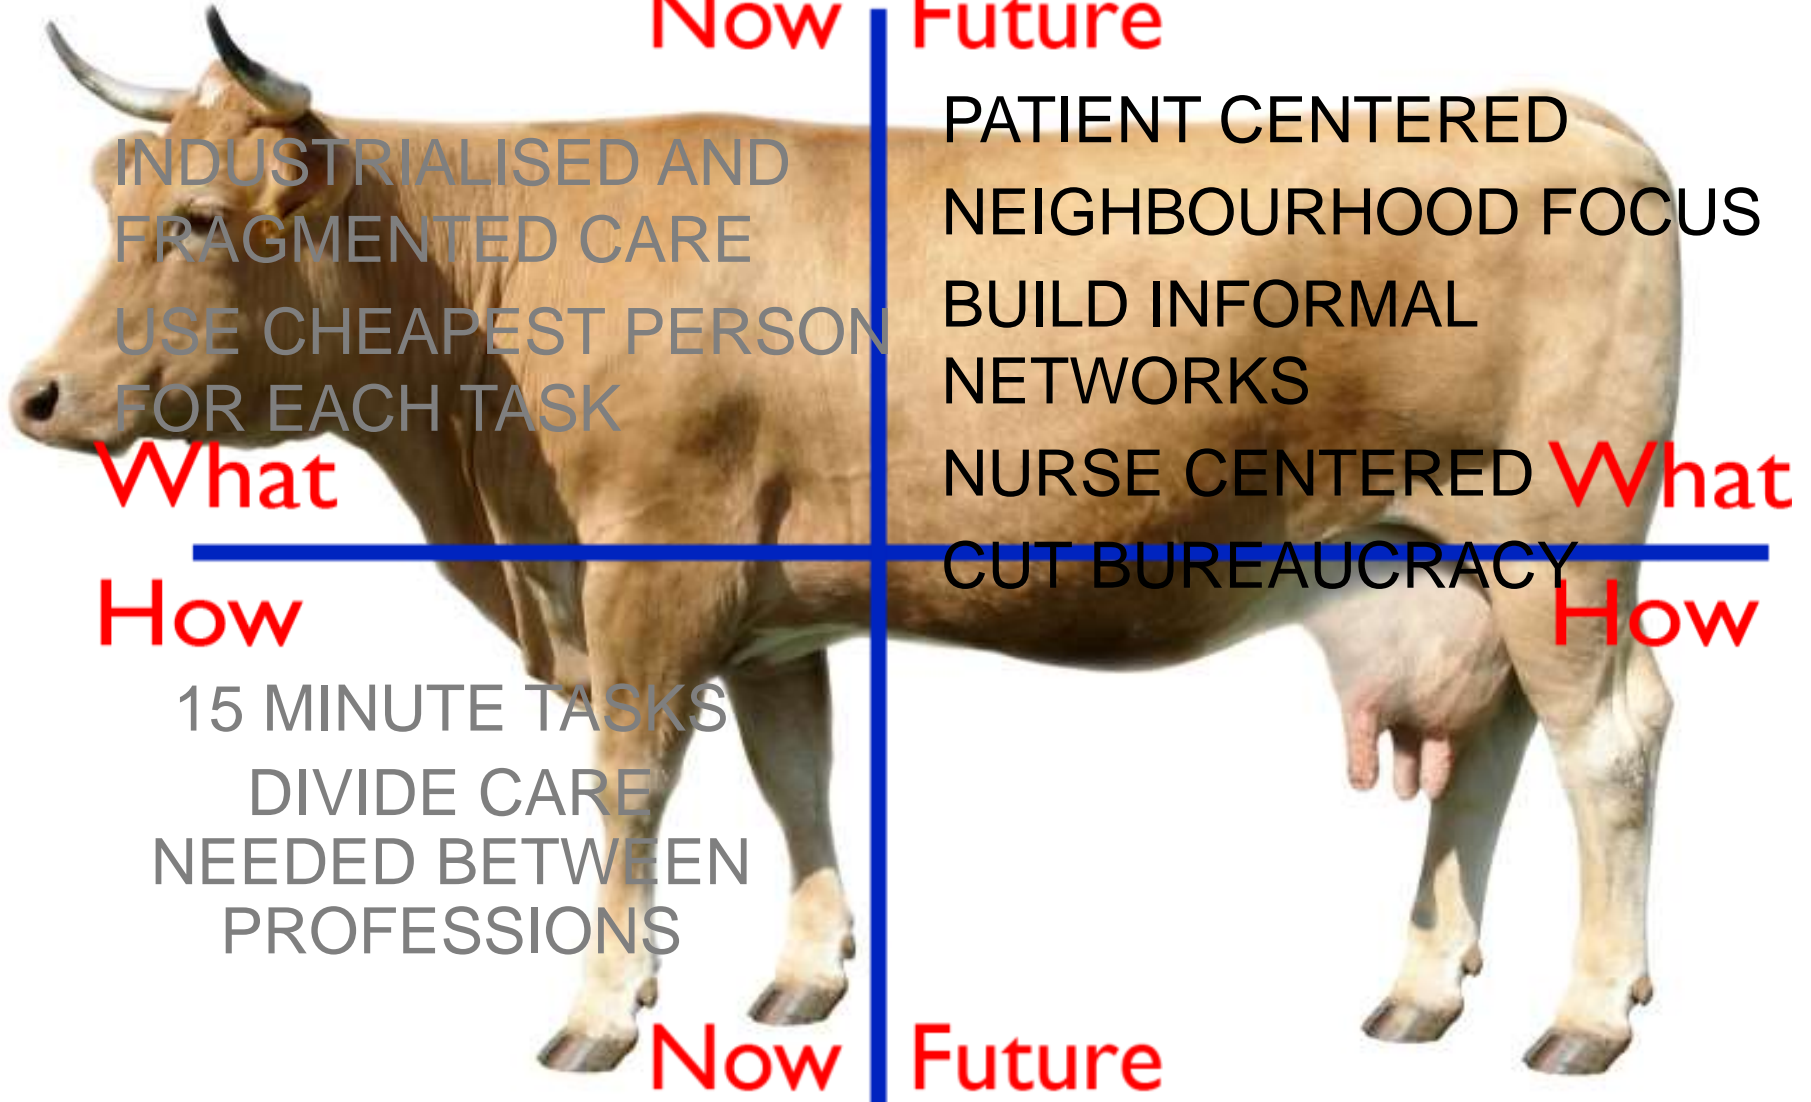 Now Future
INDUSTRIALISED AND
FRAGMENTED CARE
USE CHEAPEST PERSON
FOR EACH TASK
What
PATIENT CENTERED
NEIGHBOURHOOD FOCUS
BUILD INFORMAL
NETWORKS
NURSE CENTERED
What
CUT BUREAUCRACY
How
How
15 MINUTE TASKS
DIVIDE CARE
NEEDED BETWEEN
PROFESSIONS
Now Future